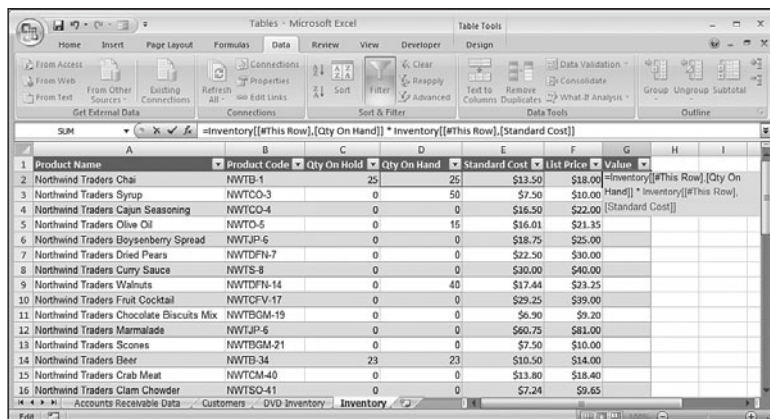 Tables - Microsoft Excel
Table Tools
Home Insert Page Layout Formulas Data Review View Developer Design
From Access
From Web
From Text
From Other Sources
Existing Connections
Get External Data
Refresh All
Connections
Properties
Edit Links
Connections
Sort
Filter
Clear
Reapply
Advanced
Sort & Filter
Text to Columns
Remove Duplicates
Data Validation
Consolidate
What-If Analysis
Data Tools
Group Ungroup Subtotal
Outline
SUM =Inventory[[#This Row],[Qty On Hand]] * Inventory[[#This Row],[Standard Cost]]
A B C D E F G H I
1 Product Name Product Code Qty On Hold Qty On Hand Standard Cost List Price Value
2 Northwind Traders Chai NWTB-1 25 25 $13.50 $18.00 =Inventory[[#This Row],[Qty On
Hand]] * Inventory[[#This Row],
[Standard Cost]]
3 Northwind Traders Syrup NWTCO-3 0 50 $7.50 $10.00
4 Northwind Traders Cajun Seasoning NWTCO-4 0 0 $16.50 $22.00
5 Northwind Traders Olive Oil NWTO-5 0 15 $16.01 $21.35
6 Northwind Traders Boysenberry Spread NWTJP-6 0 0 $18.75 $25.00
7 Northwind Traders Dried Pears NWTDFN-7 0 0 $22.50 $30.00
8 Northwind Traders Curry Sauce NWTS-8 0 0 $30.00 $40.00
9 Northwind Traders Walnuts NWTDFN-14 0 40 $17.44 $23.25
10 Northwind Traders Fruit Cocktail NWTCFV-17 0 0 $29.25 $39.00
11 Northwind Traders Chocolate Biscuits Mix NWTBGM-19 0 0 $6.90 $9.20
12 Northwind Traders Marmalade NWTJP-6 0 0 $60.75 $81.00
13 Northwind Traders Scones NWTBGM-21 0 0 $7.50 $10.00
14 Northwind Traders Beer NWTB-34 23 23 $10.50 $14.00
15 Northwind Traders Crab Meat NWTCM-40 0 0 $13.80 $18.40
16 Northwind Traders Clam Chowder NWTSO-41 0 0 $7.24 $9.65
Accounts Receivable Data Customers DVD Inventory Inventory
Edit 100%